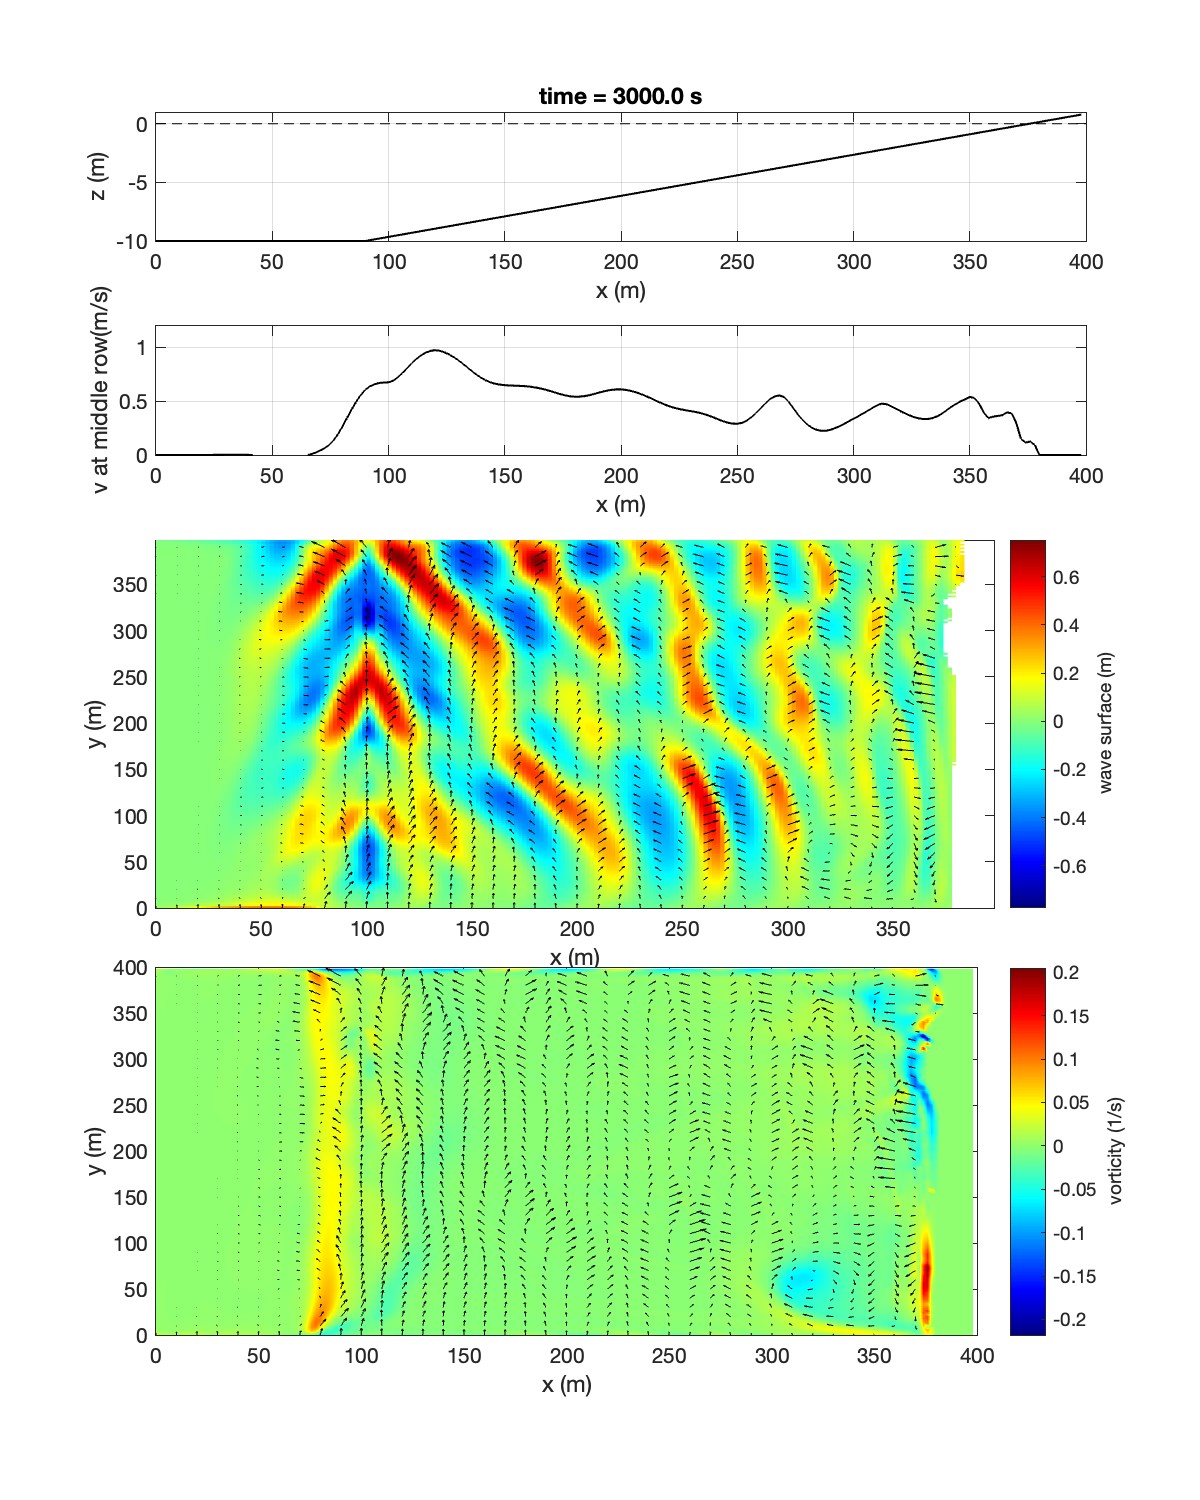 time = 3000.0 s
0
-5
-10
z (m)
0 50 100 150 200 250 300 350 400
x (m)
1
0.5
0
v at middle row(m/s)
0 50 100 150 200 250 300 350 400
x (m)
350
300
250
200
150
100
50
0
y (m)
0 50 100 150 200 250 300 350
x (m)
0.6
0.4
0.2
0
-0.2
-0.4
-0.6
wave surface (m)
400
350
300
250
200
150
100
50
0
y (m)
0 50 100 150 200 250 300 350 400
x (m)
0.2
0.15
0.1
0.05
0
-0.05
-0.1
-0.15
-0.2
vorticity (1/s)